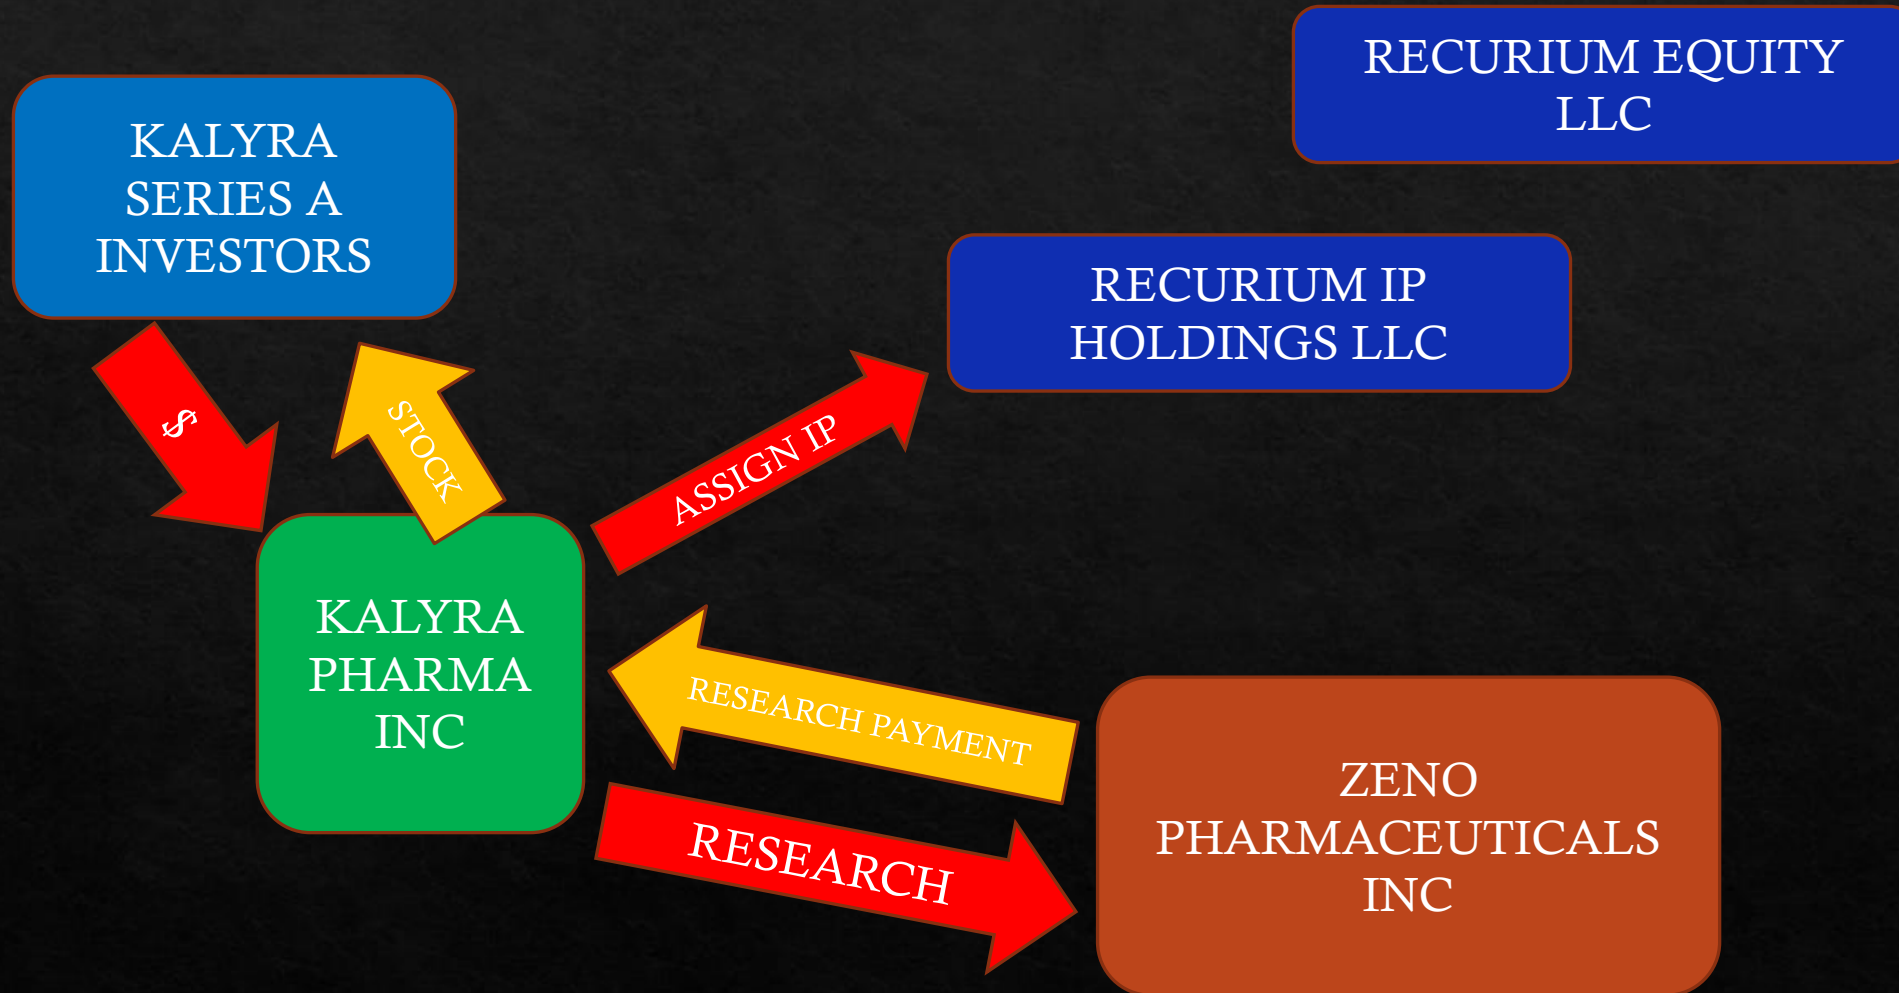 RECURIUM EQUITY
LLC
KALYRA
SERIES A
INVESTORS
RECURIUM IP
HOLDINGS LLC
$
STOCK
ASSIGN IP
KALYRA
PHARMA
INC
RESEARCH PAYMENT
RESEARCH
ZENO
PHARMACEUTICALS
INC